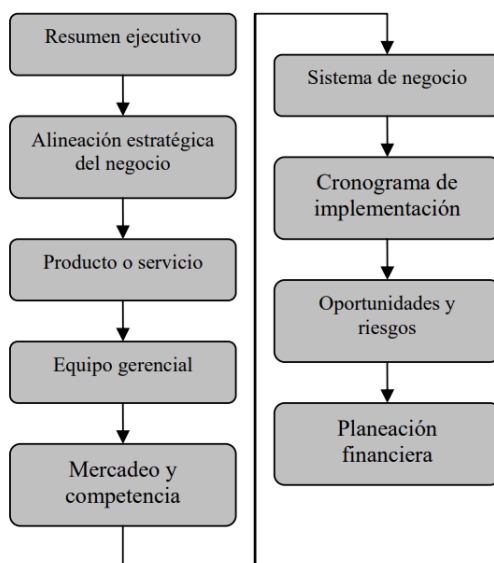 Resumen ejecutivo
Alineación estratégica
del negocio
Producto o servicio
Equipo gerencial
Mercadeo y
competencia
Sistema de negocio
Cronograma de
implementación
Oportunidades y
riesgos
Planeación
financiera